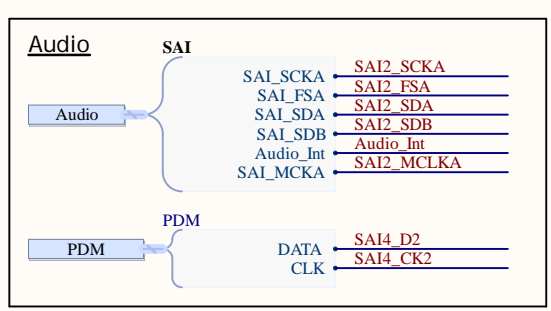 Audio
SAI
SAI_SCKA SAI2_SCKA
SAI_FSA SAI2_FSA
Audio SAI_SDA SAI2_SDA
SAI_SDB SAI2_SDB
Audio_Int Audio_Int
SAI_MCKA SAI2_MCLKA
PDM
PDM DATA SAI4_D2
CLK SAI4_CK2